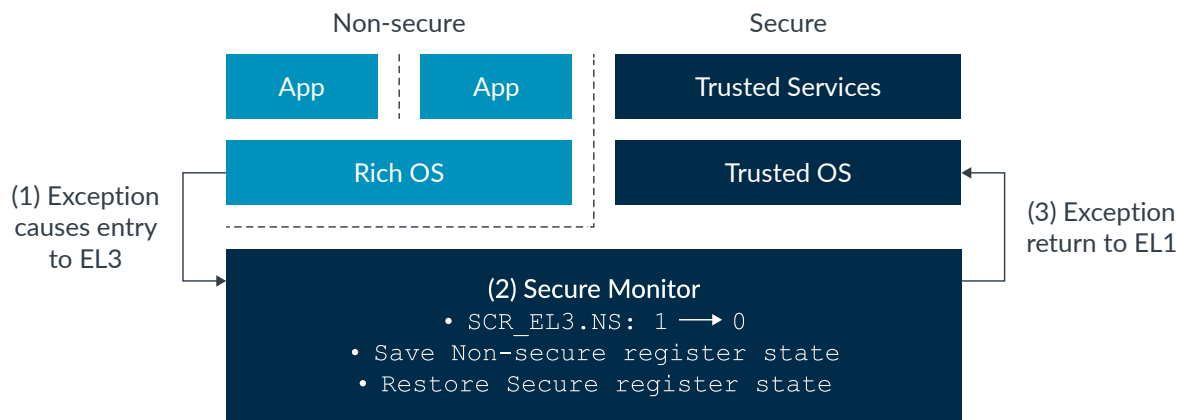 Non-secure
Secure
App
App
Trusted Services
Rich OS
Trusted OS
(1) Exception
causes entry
to EL3
(3) Exception
return to EL1
(2) Secure Monitor
• SCR_EL3.NS: 1 → 0
• Save Non-secure register state
• Restore Secure register state